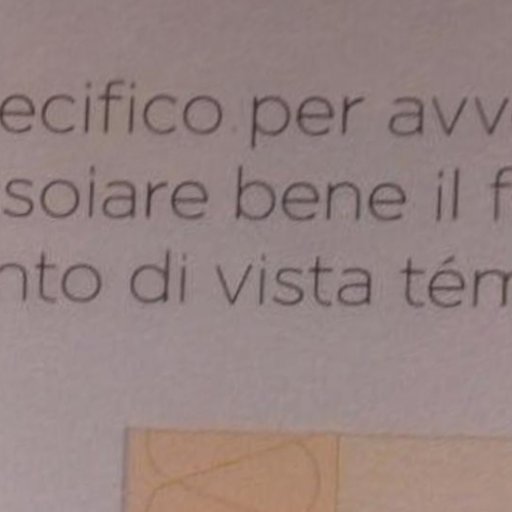 ecifico per avv
soiare bene il f
nto di vista tém